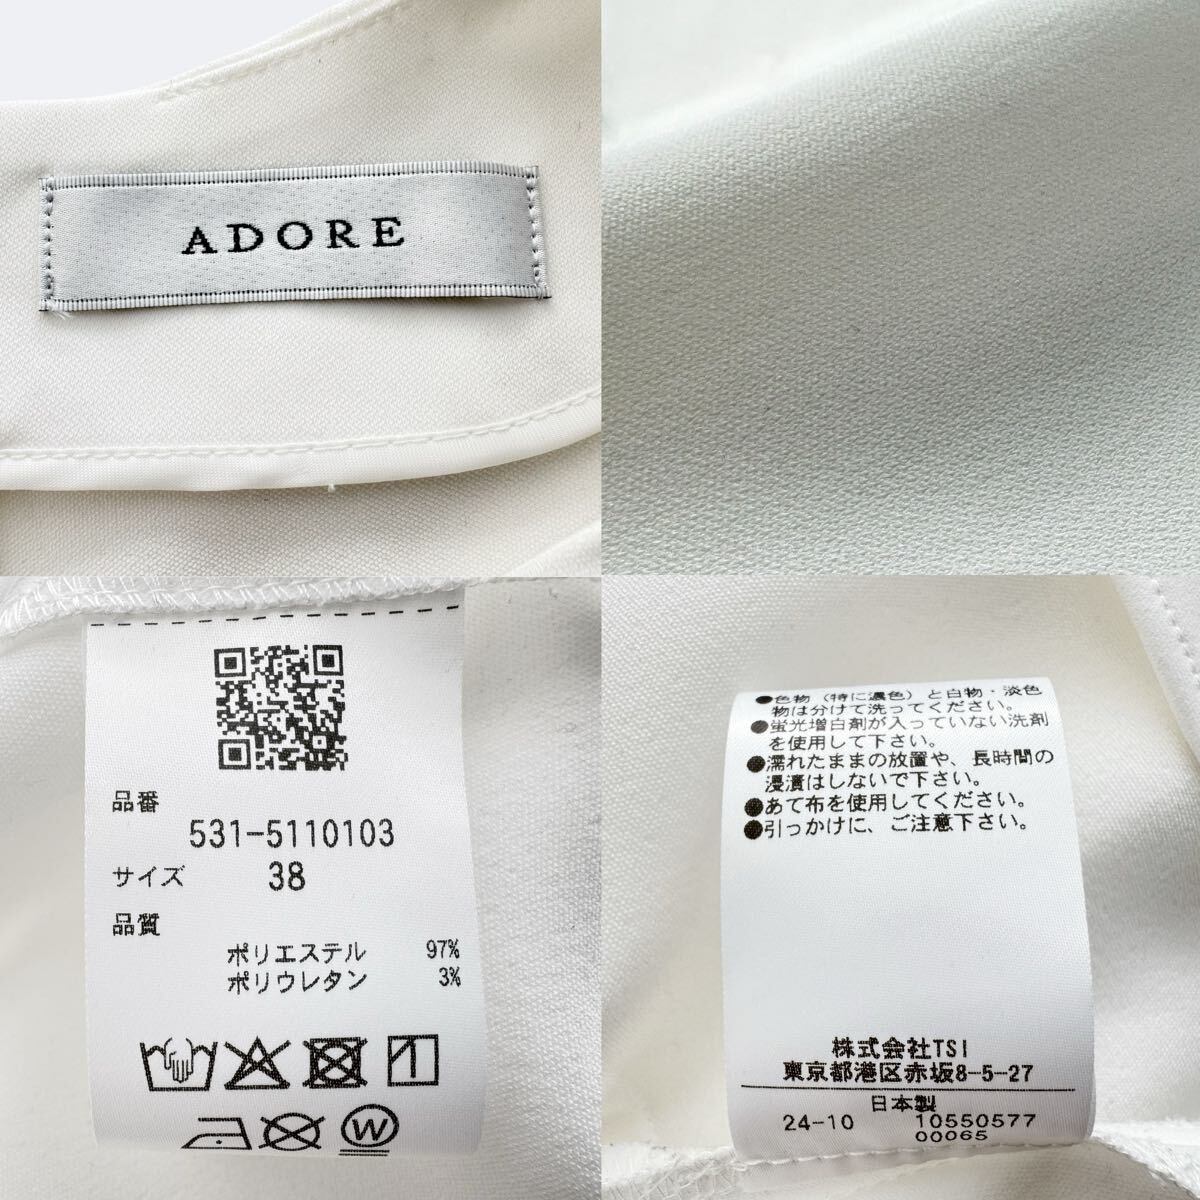 ADORE
品番
531-5110103
サイズ 38
品質
ポリエステル 97%
ポリウレタン 3%
W
●色物（特に濃色）と白物・淡色
物は分けて洗ってください。
●蛍光増白剤が入っていない洗剤
を使用して下さい。
●濡れたままの放置や、長時間の
浸漬はしないで下さい。
●あて布を使用してください。
●引っかけに、ご注意下さい。
株式会社TSI
東京都港区赤坂8-5-27
日本製
24-10 10550577
00065